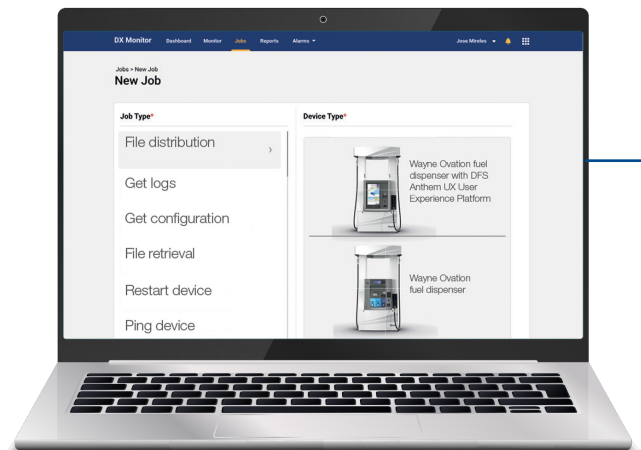 DX Monitor Dashboard Monitor Jobs Reports Alarms Jose Mireles
Jobs > New Job
New Job
Job Type*
File distribution
Get logs
Get configuration
File retrieval
Restart device
Ping device
Device Type*
Wayne Ovation fuel
dispenser with DFS
Anthem UX User
Experience Platform
Wayne Ovation
fuel dispenser